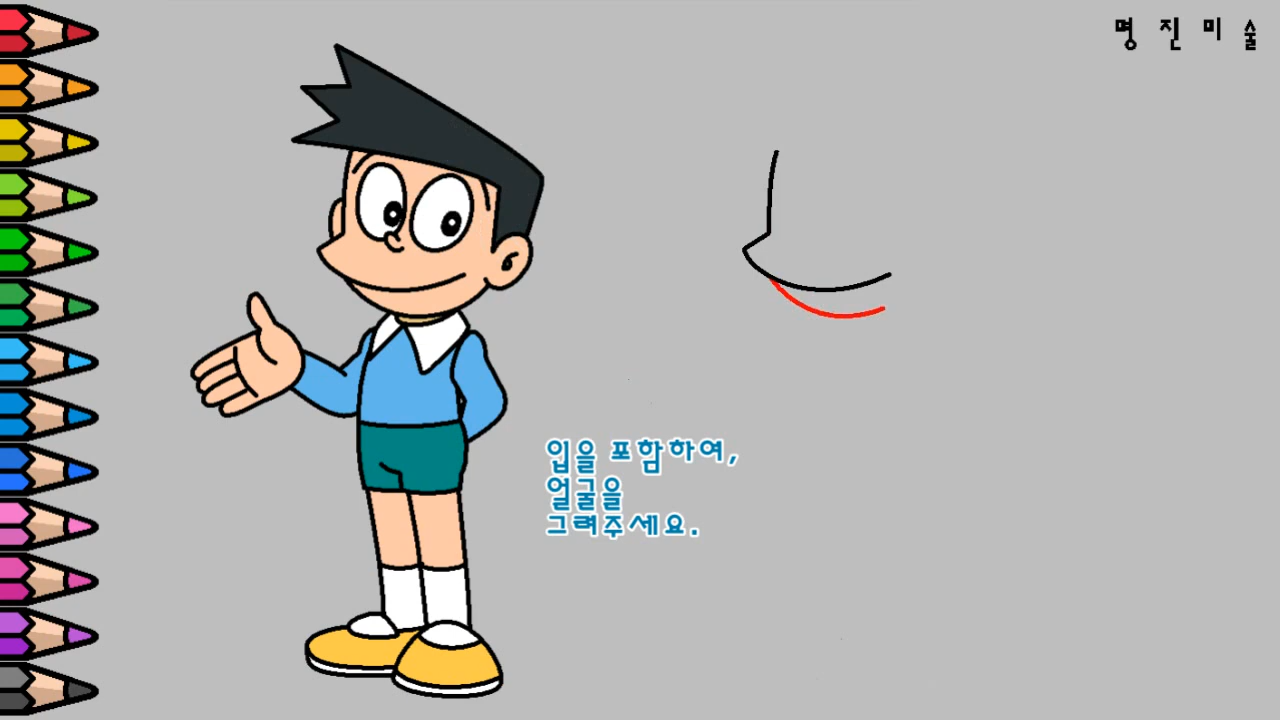 명 진 미 술
입을 포함하여,
얼굴을
그려주세요.